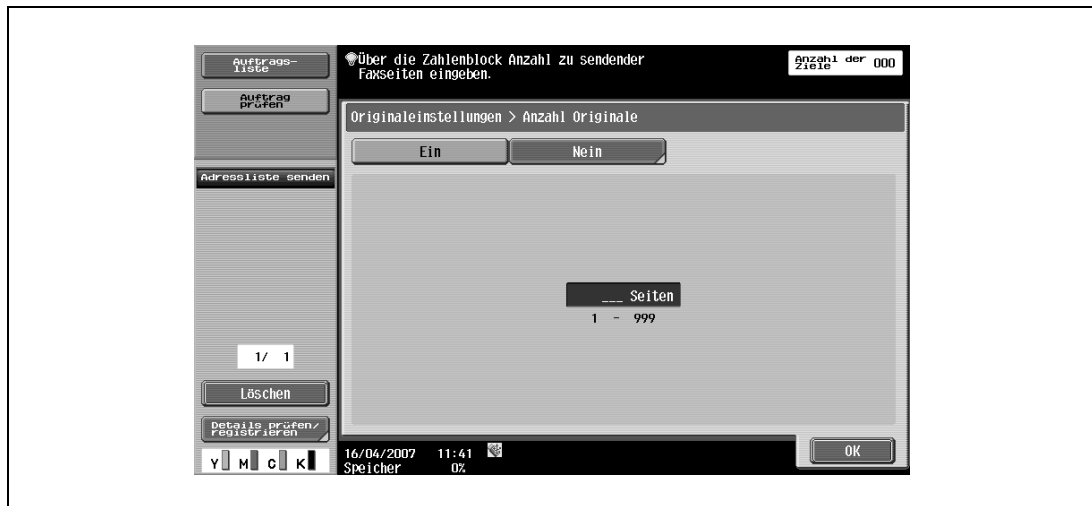 Auftrags-
liste
Auftrag
prüfen
Adressliste senden
1/ 1
Löschen
Details prüfen/
registrieren
Y M C K
Über die Zahlenblock Anzahl zu sendender
Faxseiten eingeben.
Anzahl der
Ziele 000
Originaleinstellungen > Anzahl Originale
Ein Nein
___ Seiten
1 - 999
16/04/2007 11:41
Speicher 0%
OK